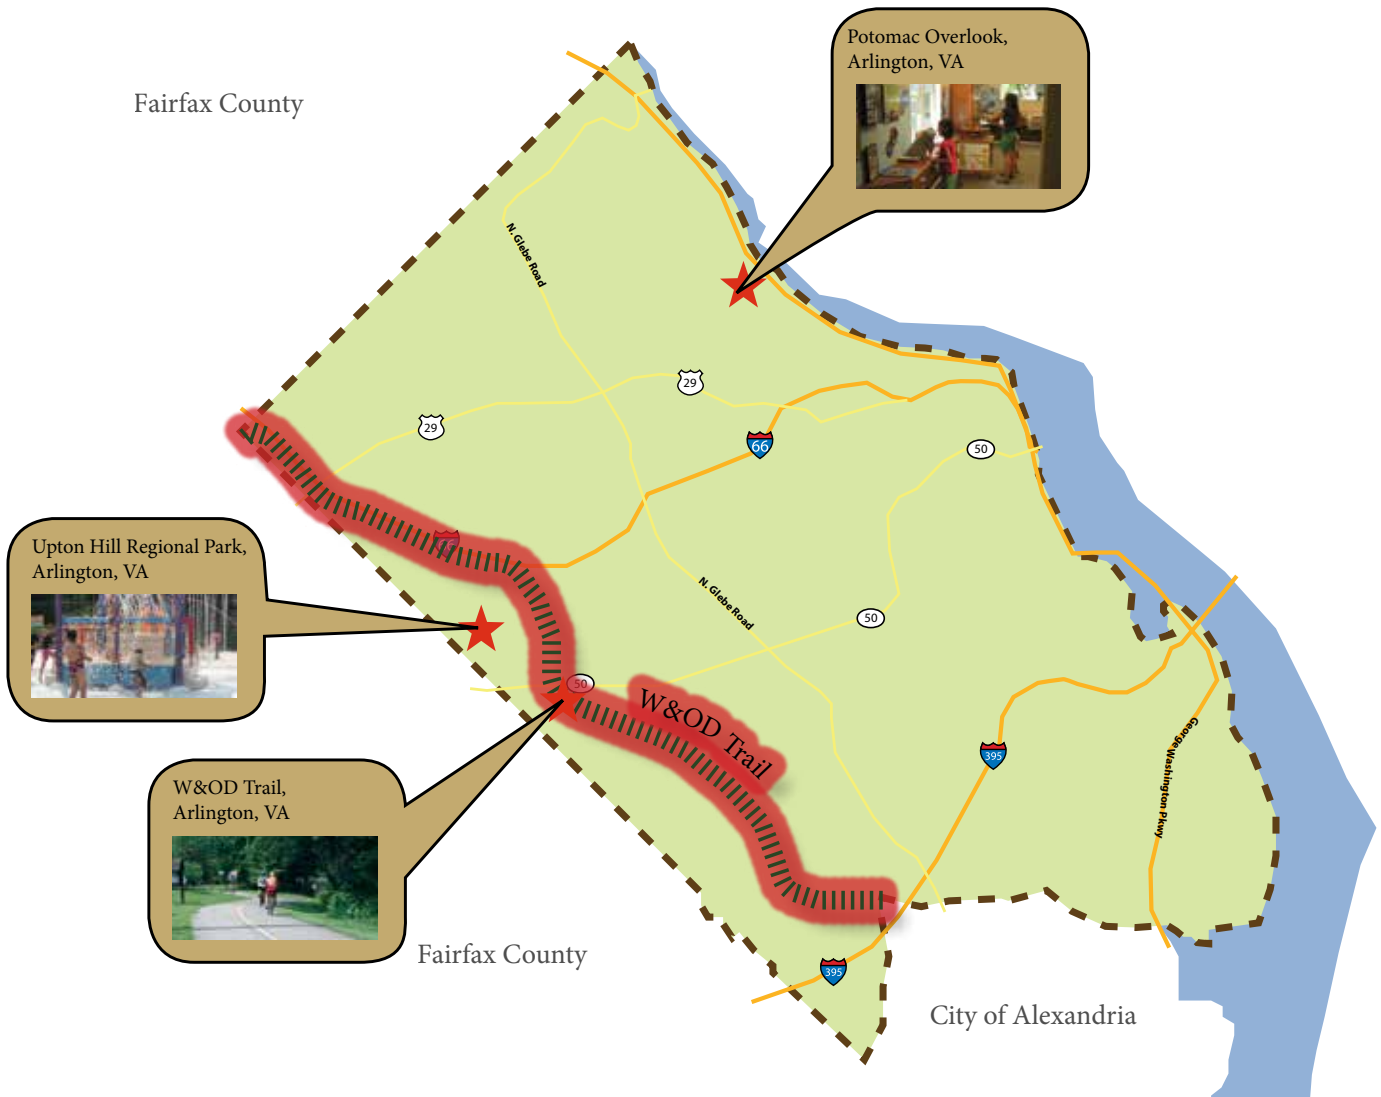 Potomac Overlook,
Arlington, VA
Fairfax County
N. Glebe Road
29
29
66
50
66
Upton Hill Regional Park,
Arlington, VA
N. Glebe Road
50
50
W&OD Trail
George Washington Pkwy
395
W&OD Trail,
Arlington, VA
Fairfax County
395
City of Alexandria